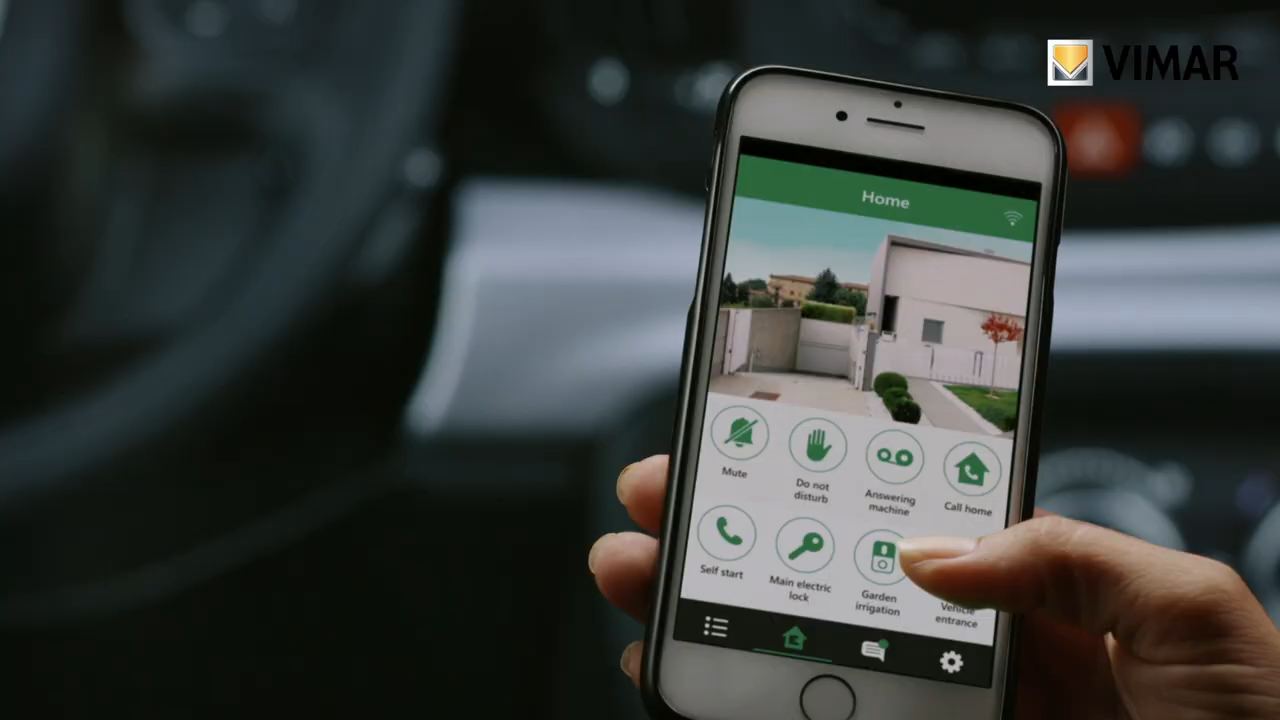 VIMAR
Home
Mute
Do not
disturb
Answering
machine
Call home
Self start
Main electric
lock
Garden
irrigation
Vehicle
entrance